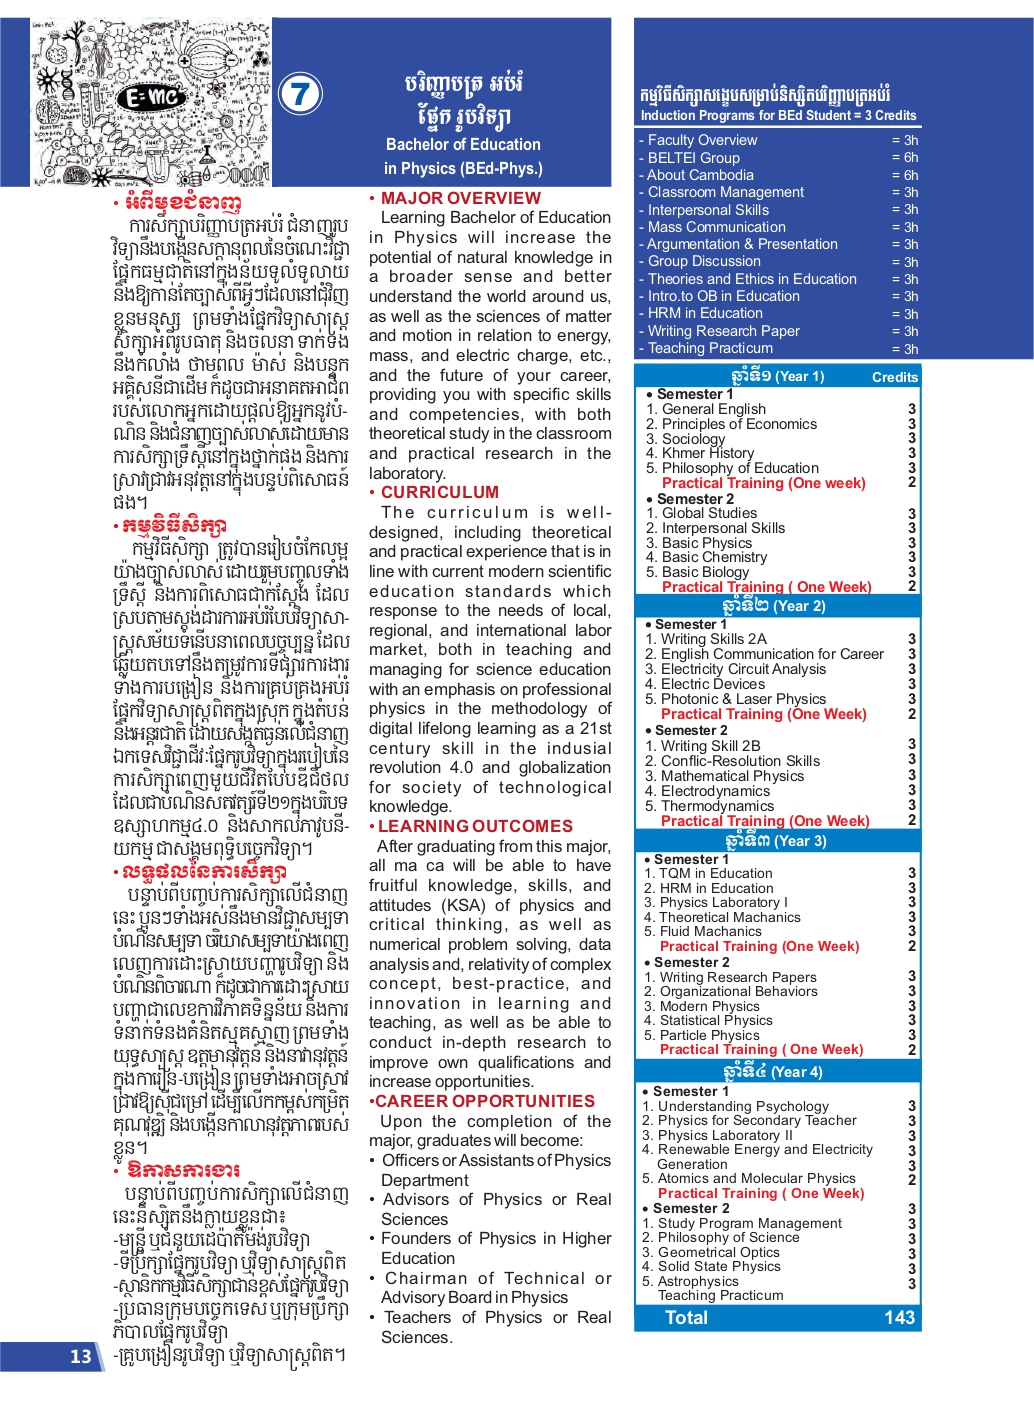 E=mc²
7
បរិញ្ញាបត្រ អប់រំ
ផ្នែក រូបវិទ្យា
Bachelor of Education
in Physics (BEd-Phys.)
• អំពីមុខជំនាញ
ការសិក្សាបរិញ្ញាបត្រអប់រំ ជំនាញរូប
វិទ្យានឹងបង្កើនសក្តានុពលនៃចំណេះវិជ្ជា
ផ្នែកធម្មជាតិនៅក្នុងន័យទូលំទូលាយ
និងឱ្យកាន់តែច្បាស់ពីអ្វីៗដែលនៅជុំវិញ
ខ្លួនមនុស្ស ព្រមទាំងផ្នែកវិទ្យាសាស្ត្រ
សិក្សាអំពីរូបធាតុ និងចលនា ទាក់ទង
នឹងកំលាំង ថាមពល ម៉ាស់ និងបន្ទុក
អគ្គិសនីជាដើម ក៏ដូចជាអនាគតអាជីព
របស់លោកអ្នកដោយផ្តល់ឱ្យអ្នកនូវបំ-
ណិន និងជំនាញច្បាស់លាស់ដោយមាន
ការសិក្សាទ្រឹស្តីនៅក្នុងថ្នាក់ផង និងការ
ស្រាវជ្រាវអនុវត្តនៅក្នុងបន្ទប់ពិសោធន៍
ផង។
• កម្មវិធីសិក្សា
កម្មវិធីសិក្សា ត្រូវបានរៀបចំកែលម្អ
យ៉ាងច្បាស់លាស់ ដោយរួមបញ្ចូលទាំង
ទ្រឹស្តី និងការពិសោធជាក់ស្តែង ដែល
ស្របតាមស្តង់ដារការអប់រំបែបវិទ្យាសា-
ស្ត្រសម័យទំនើបនាពេលបច្ចុប្បន្ន ដែល
ឆ្លើយតបទៅនឹងតម្រូវការទីផ្សារការងារ
ទាំងការបង្រៀន និងការគ្រប់គ្រងអប់រំ
ផ្នែកវិទ្យាសាស្ត្រពិតក្នុងស្រុក ក្នុងតំបន់
និងអន្តរជាតិ ដោយសង្កត់ធ្ងន់លើជំនាញ
ឯកទេសវិជ្ជាជីវៈផ្នែករូបវិទ្យាក្នុងរបៀបនៃ
ការសិក្សាពេញមួយជីវិតបែបឌីជីថល
ដែលជាបំណិនសតវត្សរ៍ទី២១ក្នុងបរិបទ
ឧស្សាហកម្ម៤.0 និងសាកលភាវូបនី-
យកម្ម ជាសង្គមពុទ្ធិបច្ចេកវិទ្យា។
• លទ្ធផលនៃការសិក្សា
បន្ទាប់ពីបញ្ចប់ការសិក្សាលើជំនាញ
នេះ ប្អូនៗទាំងអស់នឹងមានវិជ្ជាសម្បទា
បំណិនសម្បទា ចរិយាសម្បទាយ៉ាងពេញ
លេញការដោះស្រាយបញ្ហារូបវិទ្យា និង
បំណិនពិចារណា ក៏ដូចជាការដោះស្រាយ
បញ្ហាជាលេខការវិភាគទិន្នន័យ និងការ
ទំនាក់ទំនងគំនិតស្មុគស្មាញ ព្រមទាំង
យុទ្ធសាស្ត្រ ឧត្តមានុវត្តន៍ និងនាវានុវត្តន៍
ក្នុងការរៀន-បង្រៀន ព្រមទាំងអាចស្រាវ
ជ្រាវឱ្យស៊ីជម្រៅ ដើម្បីលើកកម្ពស់កម្រិត
គុណវុឌ្ឍិ និងបង្កើនកាលានុវត្តភាពរបស់
ខ្លួន។
• ឱកាសការងារ
បន្ទាប់ពីបញ្ចប់ការសិក្សាលើជំនាញ
នេះនិស្សិតនឹងក្លាយខ្លួនជា៖
-មន្ត្រី ឬជំនួយដេប៉ាតឺម៉ង់រូបវិទ្យា
-ទីប្រឹក្សាផ្នែករូបវិទ្យា ឬវិទ្យាសាស្ត្រពិត
-ស្ថានិកកម្មវិធីសិក្សាជាន់ខ្ពស់ផ្នែករូបវិទ្យា
-ប្រធានក្រុមបច្ចេកទេស ឬក្រុមប្រឹក្សា
ភិបាលផ្នែករូបវិទ្យា
-គ្រូបង្រៀនរូបវិទ្យា ឬវិទ្យាសាស្ត្រពិត។
13
• MAJOR OVERVIEW
Learning Bachelor of Education
in Physics will increase the
potential of natural knowledge in
a broader sense and better
understand the world around us,
as well as the sciences of matter
and motion in relation to energy,
mass, and electric charge, etc.,
and the future of your career,
providing you with specific skills
and competencies, with both
theoretical study in the classroom
and practical research in the
laboratory.
• CURRICULUM
The curriculum is well-
designed, including theoretical
and practical experience that is in
line with current modern scientific
education standards which
response to the needs of local,
regional, and international labor
market, both in teaching and
managing for science education
with an emphasis on professional
physics in the methodology of
digital lifelong learning as a 21st
century skill in the indusial
revolution 4.0 and globalization
for society of technological
knowledge.
• LEARNING OUTCOMES
After graduating from this major,
all ma ca will be able to have
fruitful knowledge, skills, and
attitudes (KSA) of physics and
critical thinking, as well as
numerical problem solving, data
analysis and, relativity of complex
concept, best-practice, and
innovation in learning and
teaching, as well as be able to
conduct in-depth research to
improve own qualifications and
increase opportunities.
•CAREER OPPORTUNITIES
Upon the completion of the
major, graduates will become:
• Officers or Assistants of Physics
Department
• Advisors of Physics or Real
Sciences
• Founders of Physics in Higher
Education
• Chairman of Technical or
Advisory Board in Physics
• Teachers of Physics or Real
Sciences.
កម្មវិធីសិក្សាសង្ខេបសម្រាប់និស្សិតបរិញ្ញាបត្រអប់រំ
Induction Programs for BEd Student = 3 Credits
- Faculty Overview = 3h
- BELTEI Group = 6h
- About Cambodia = 6h
- Classroom Management = 3h
- Interpersonal Skills = 3h
- Mass Communication = 3h
- Argumentation & Presentation = 3h
- Group Discussion = 3h
- Theories and Ethics in Education = 3h
- Intro.to OB in Education = 3h
- HRM in Education = 3h
- Writing Research Paper = 3h
- Teaching Practicum = 3h
ឆ្នាំទី១ (Year 1) Credits
• Semester 1
1. General English 3
2. Principles of Economics 3
3. Sociology 3
4. Khmer History 3
5. Philosophy of Education 3
Practical Training (One week) 2
• Semester 2
1. Global Studies 3
2. Interpersonal Skills 3
3. Basic Physics 3
4. Basic Chemistry 3
5. Basic Biology 3
Practical Training ( One Week) 2
ឆ្នាំទី២ (Year 2)
• Semester 1
1. Writing Skills 2A 3
2. English Communication for Career 3
3. Electricity Circuit Analysis 3
4. Electric Devices 3
5. Photonic & Laser Physics 3
Practical Training (One Week) 2
• Semester 2
1. Writing Skill 2B 3
2. Conflic-Resolution Skills 3
3. Mathematical Physics 3
4. Electrodynamics 3
5. Thermodynamics 3
Practical Training (One Week) 2
ឆ្នាំទី៣ (Year 3)
• Semester 1
1. TQM in Education 3
2. HRM in Education 3
3. Physics Laboratory I 3
4. Theoretical Machanics 3
5. Fluid Machanics 3
Practical Training (One Week) 2
• Semester 2
1. Writing Research Papers 3
2. Organizational Behaviors 3
3. Modern Physics 3
4. Statistical Physics 3
5. Particle Physics 3
Practical Training ( One Week) 2
ឆ្នាំទី៤ (Year 4)
• Semester 1
1. Understanding Psychology 3
2. Physics for Secondary Teacher 3
3. Physics Laboratory II 3
4. Renewable Energy and Electricity 3
Generation 3
5. Atomics and Molecular Physics 2
Practical Training ( One Week)
• Semester 2 3
1. Study Program Management 3
2. Philosophy of Science 3
3. Geometrical Optics 3
4. Solid State Physics 3
5. Astrophysics 3
Teaching Practicum
Total 143